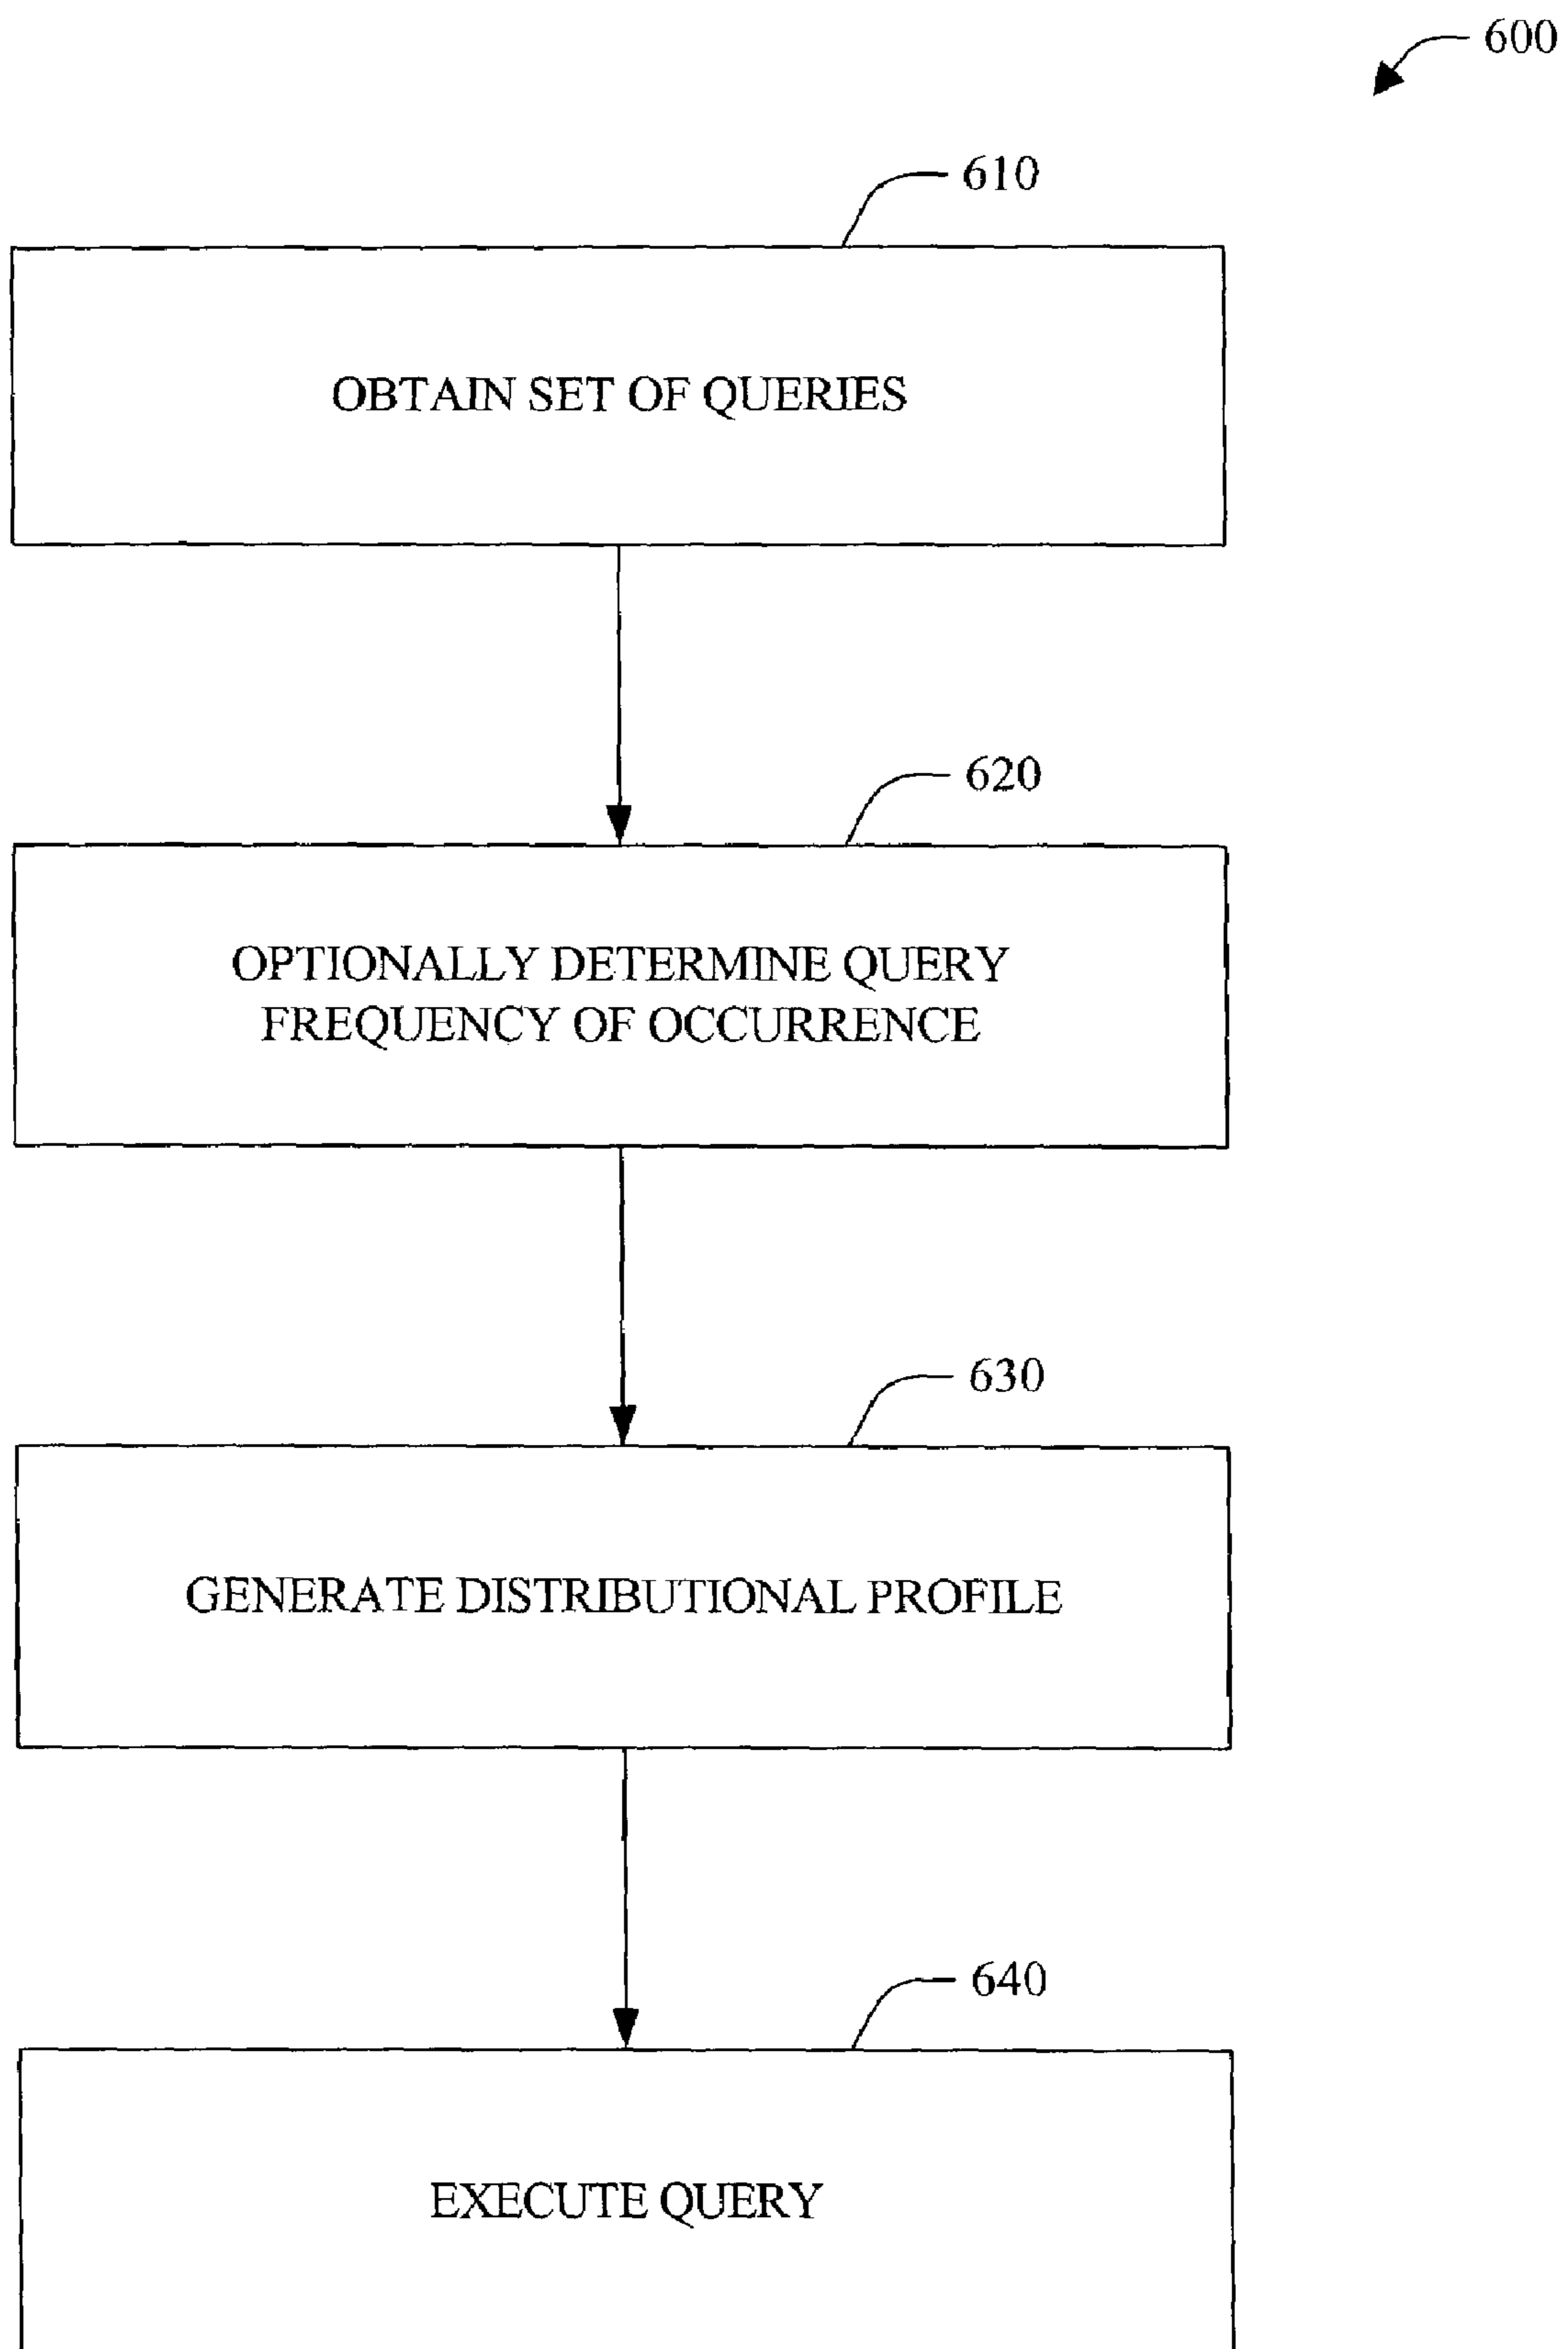 600
610
OBTAIN SET OF QUERIES
620
OPTIONALLY DETERMINE QUERY
FREQUENCY OF OCCURRENCE
630
GENERATE DISTRIBUTIONAL PROFILE
640
EXECUTE QUERY